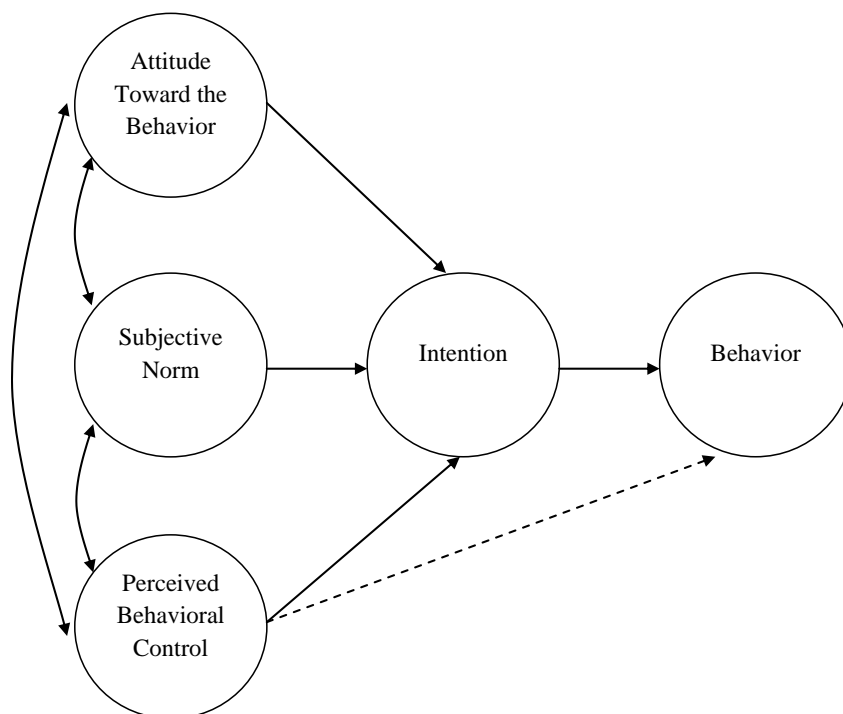 Attitude
Toward the
Behavior
Subjective
Norm
Intention
Behavior
Perceived
Behavioral
Control